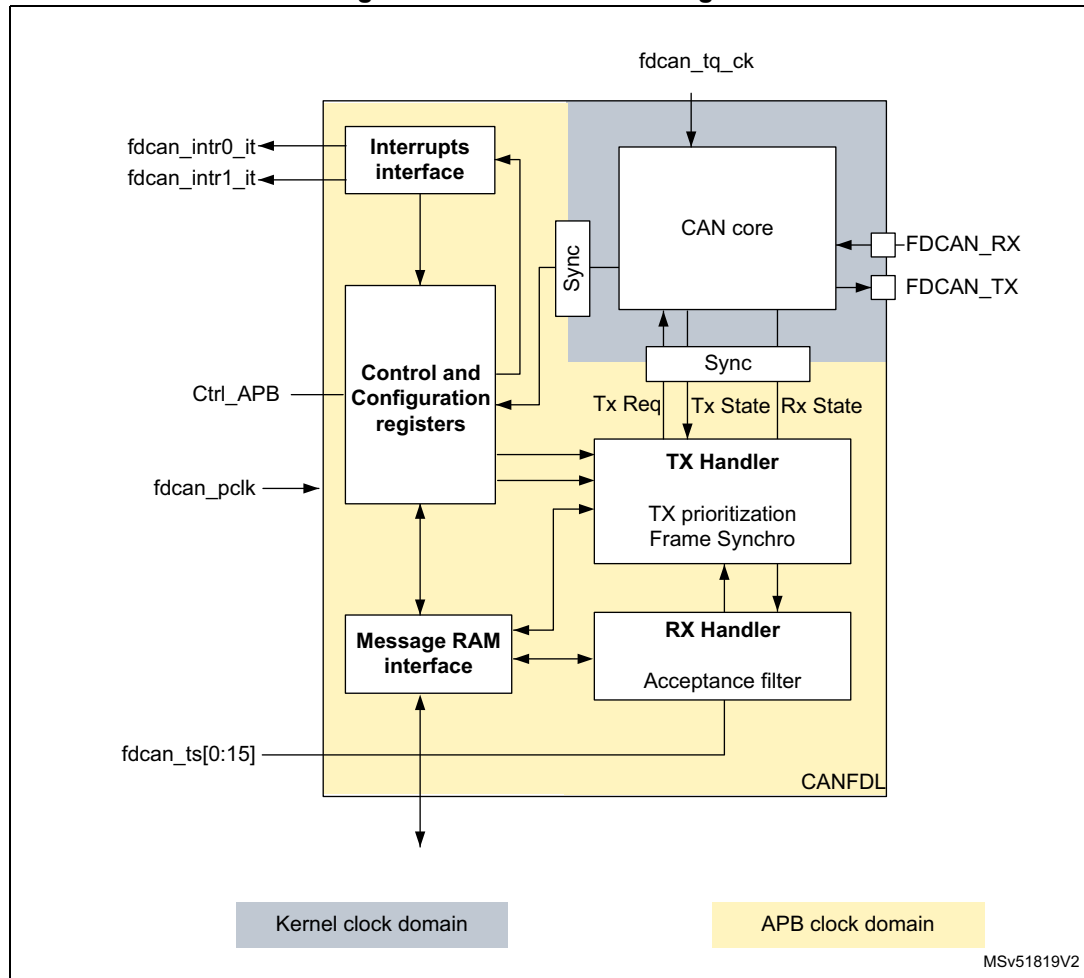 fdcan_tq_ck
fdcan_intr0_it
fdcan_intr1_it
Interrupts
interface
CAN core
Sync
FDCAN_RX
FDCAN_TX
Sync
Ctrl_APB
Control and
Configuration
registers
Tx Req
Tx State
Rx State
fdcan_pclk
TX Handler
TX prioritization
Frame Synchro
Message RAM
interface
RX Handler
Acceptance filter
fdcan_ts[0:15]
CANFDL
Kernel clock domain
APB clock domain
MSv51819V2